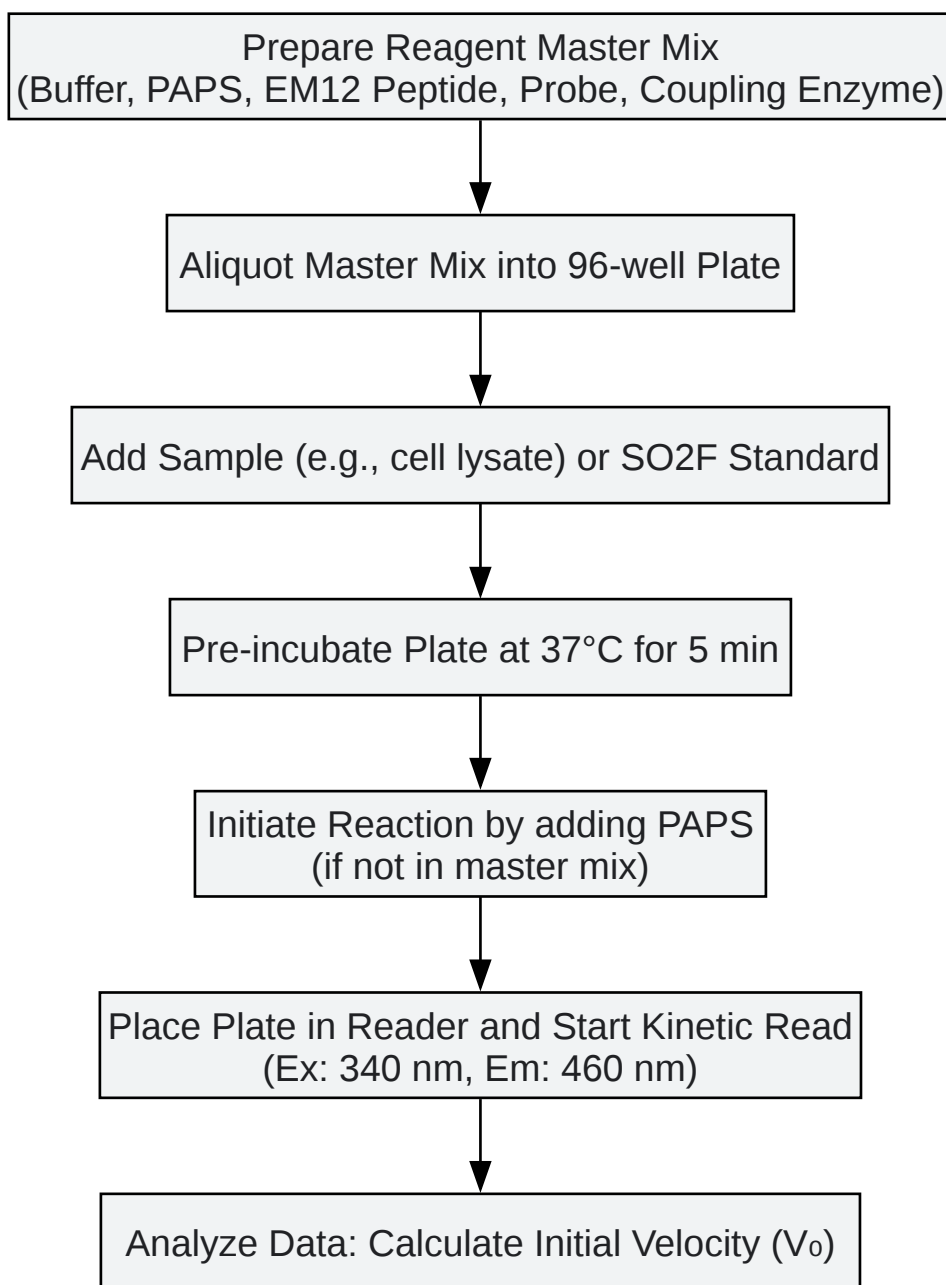 Prepare Reagent Master Mix
(Buffer, PAPS, EM12 Peptide, Probe, Coupling Enzyme)
Aliquot Master Mix into 96-well Plate
Add Sample (e.g., cell lysate) or SO2F Standard
Pre-incubate Plate at 37°C for 5 min
Initiate Reaction by adding PAPS
(if not in master mix)
Place Plate in Reader and Start Kinetic Read
(Ex: 340 nm, Em: 460 nm)
Analyze Data: Calculate Initial Velocity (V₀)